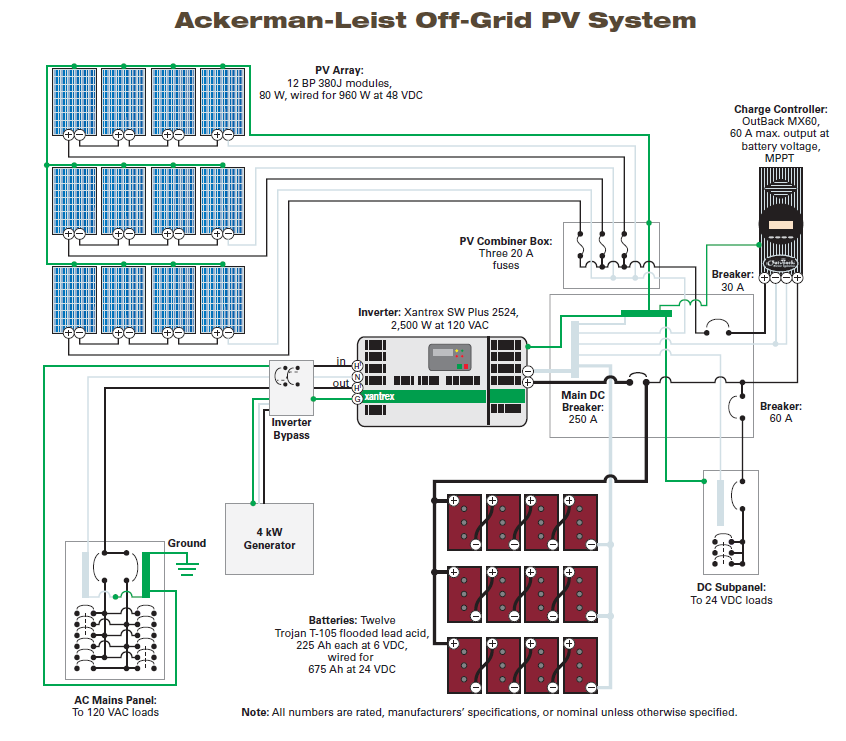 Ackerman-Leist Off-Grid PV System
PV Array:
12 BP 380J modules,
80 W, wired for 960 W at 48 VDC
Charge Controller:
OutBack MX60,
60 A max. output at
battery voltage,
MPPT
PV Combiner Box:
Three 20 A
fuses
OutBack
Breaker:
30 A
Inverter: Xantrex SW Plus 2524,
2,500 W at 120 VAC
in
H
N
out
H
G
xantrex
Inverter
Bypass
Main DC
Breaker:
250 A
Breaker:
60 A
4 kW
Generator
Ground
DC Subpanel:
To 24 VDC loads
Batteries: Twelve
Trojan T-105 flooded lead acid,
225 Ah each at 6 VDC,
wired for
675 Ah at 24 VDC
AC Mains Panel:
To 120 VAC loads
Note: All numbers are rated, manufacturers' specifications, or nominal unless otherwise specified.